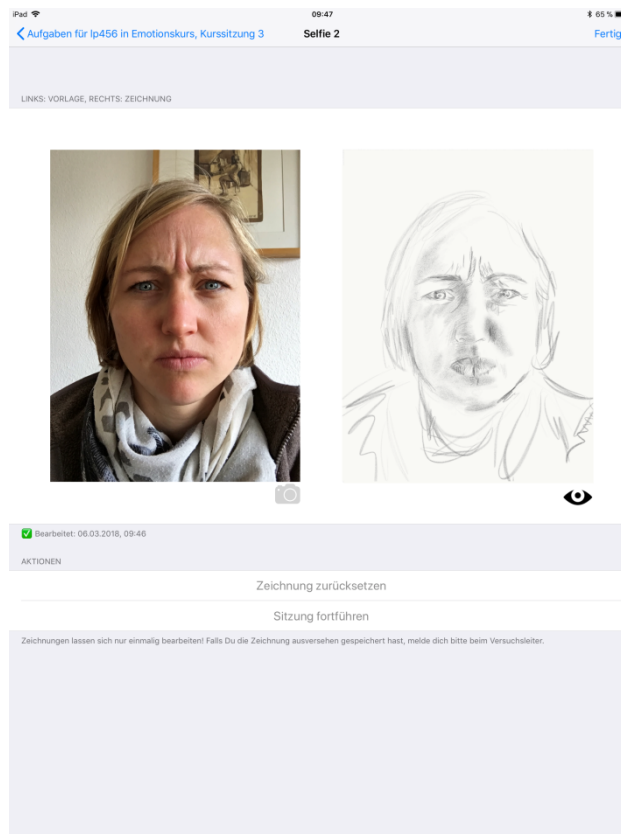 iPad 09:47 65 %
Aufgaben für lp456 in Emotionskurs, Kurssitzung 3 Selfie 2 Fertig
LINKS: VORLAGE, RECHTS: ZEICHNUNG
Bearbeitet: 06.03.2018, 09:46
AKTIONEN
Zeichnung zurücksetzen
Sitzung fortführen
Zeichnungen lassen sich nur einmalig bearbeiten! Falls Du die Zeichnung ausversehen gespeichert hast, melde dich bitte beim Versuchsleiter.